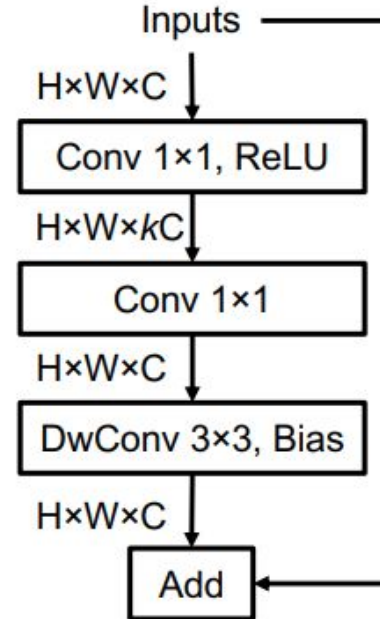 Inputs
H×W×C
Conv 1×1, ReLU
H×W×kC
Conv 1×1
H×W×C
DwConv 3×3, Bias
H×W×C
Add